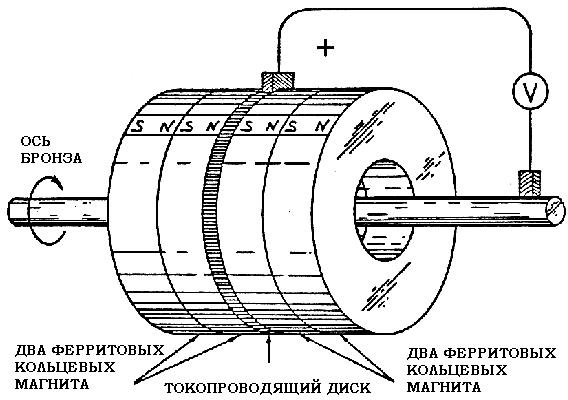 +
V
S N S N S N S N
ОСЬ
БРОНЗА
ДВА ФЕРРИТОВЫХ
КОЛЬЦЕВЫХ
МАГНИТА
ТОКОПРОВОДЯЩИЙ ДИСК
ДВА ФЕРРИТОВЫХ
КОЛЬЦЕВЫХ
МАГНИТА